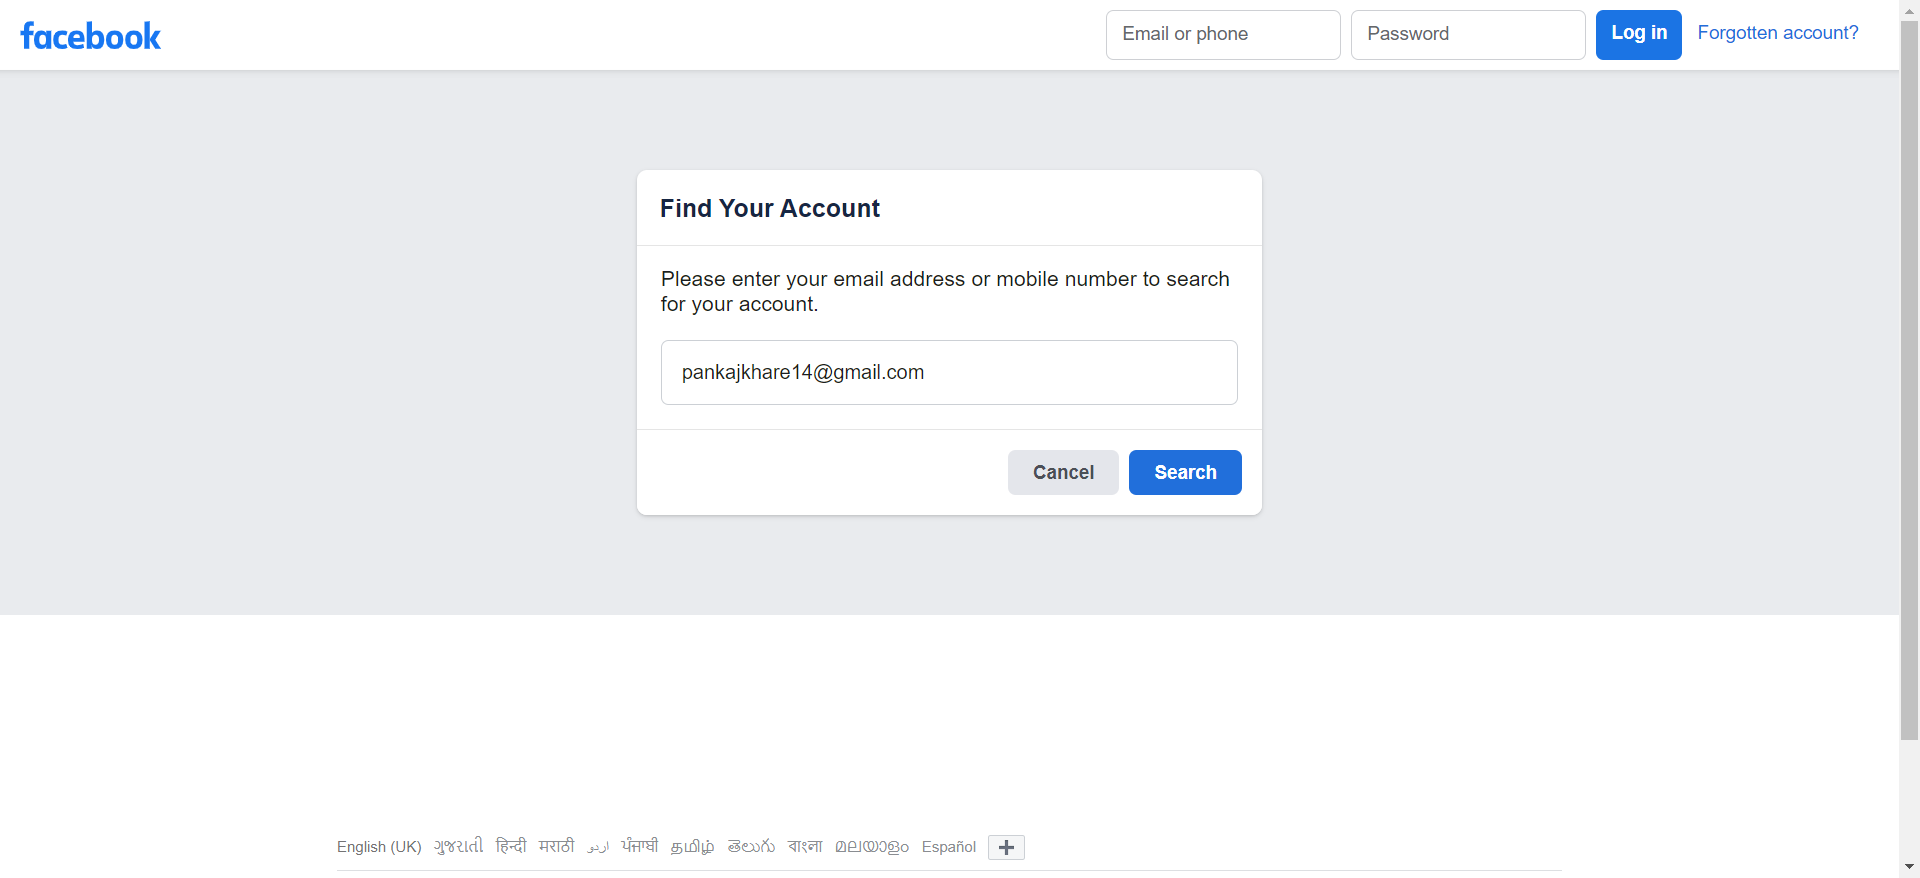 facebook
Email or phone Password Log in Forgotten account?
Find Your Account
Please enter your email address or mobile number to search
for your account.
pankajkhare14@gmail.com
Cancel Search
English (UK) ગુજરાતી हिन्दी मराठी اردو ਪੰਜਾਬੀ தமிழ் తెలుగు বাংলা മലയാളം Español +